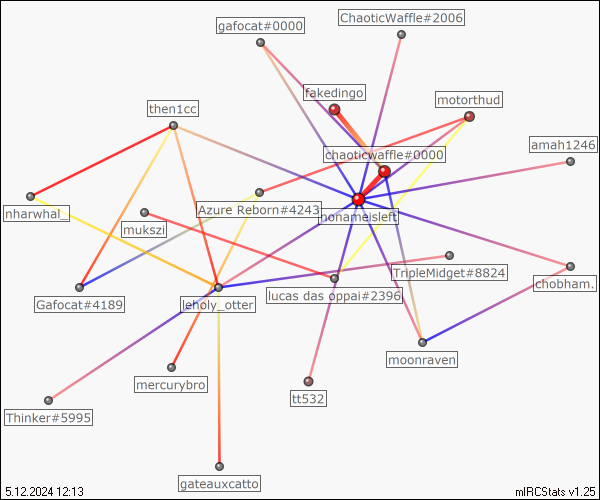 ChaoticWaffle#2006
gafocat#0000
fakedingo
motorthud
then1cc
amah1246
chaoticwaffle#0000
nharwhal_
Azure Reborn#4243
nonameisleft
mukszi
TripleMidget#8824
chobham.
Gafocat#4189
leholy_otter
lucas das oppai#2396
moonraven
mercurybro
tt532
Thinker#5995
gateauxcatto
5.12.2024 12:13
mIRCStats v1.25